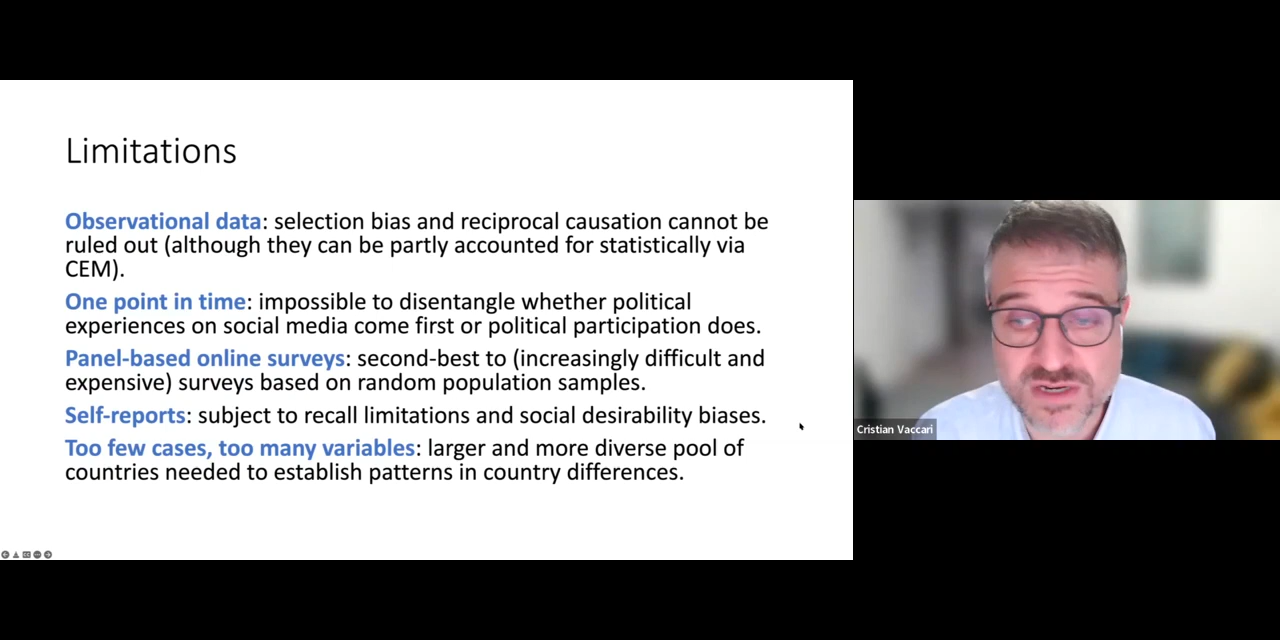 Limitations
Observational data: selection bias and reciprocal causation cannot be
ruled out (although they can be partly accounted for statistically via
CEM).
One point in time: impossible to disentangle whether political
experiences on social media come first or political participation does.
Panel-based online surveys: second-best to (increasingly difficult and
expensive) surveys based on random population samples.
Self-reports: subject to recall limitations and social desirability biases.
Too few cases, too many variables: larger and more diverse pool of
countries needed to establish patterns in country differences.
Cristian Vaccari